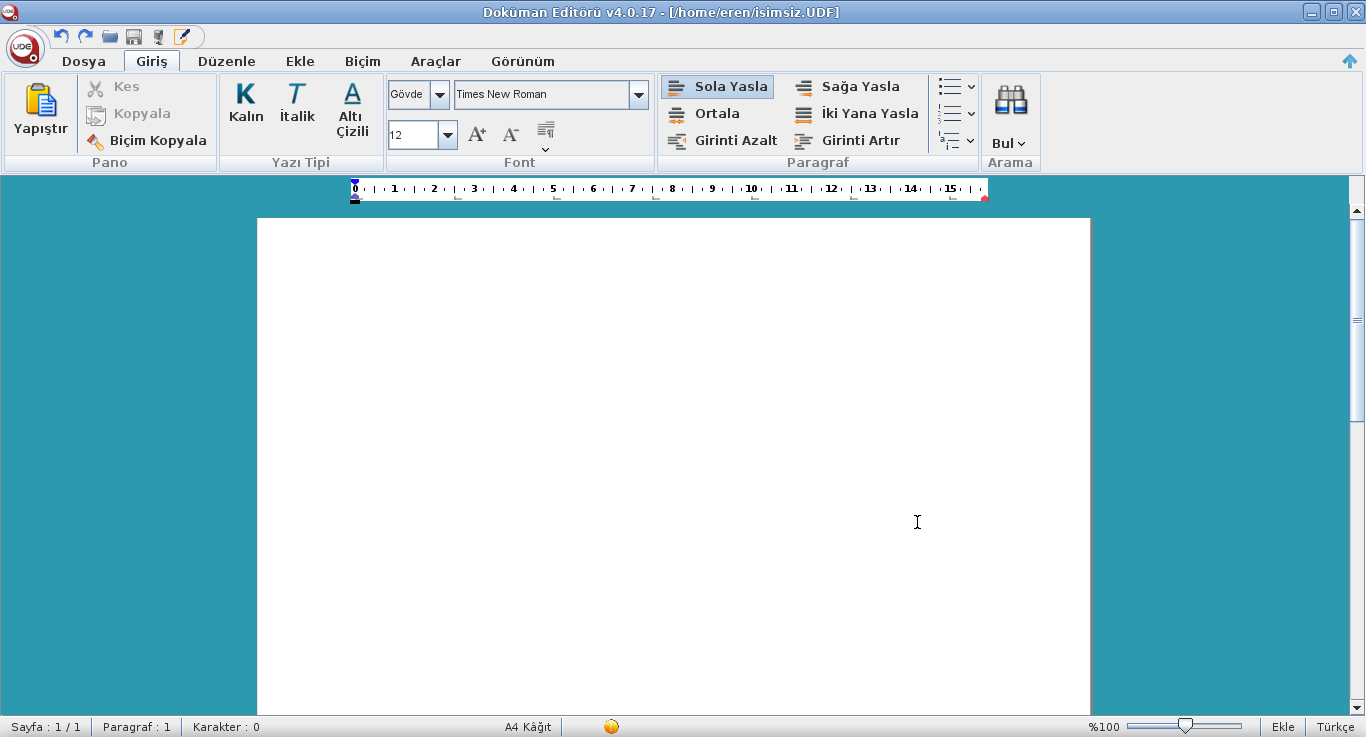 Doküman Editörü v4.0.17 - [/home/eren/isimsiz.UDF]
UDE
Dosya Giriş Düzenle Ekle Biçim Araçlar Görünüm
Yapıştır
Kes
Kopyala
Biçim Kopyala
Pano
K
Kalın
T
İtalik
A
Altı
Çizili
Yazı Tipi
Gövde Times New Roman
12 A+ A-
Font
Sola Yasla Sağa Yasla
Ortala İki Yana Yasla
Girinti Azalt Girinti Artır
Paragraf
Bul
Arama
0 1 2 3 4 5 6 7 8 9 10 11 12 13 14 15
Sayfa : 1 / 1 Paragraf : 1 Karakter : 0 A4 Kâğıt %100 Ekle Türkçe